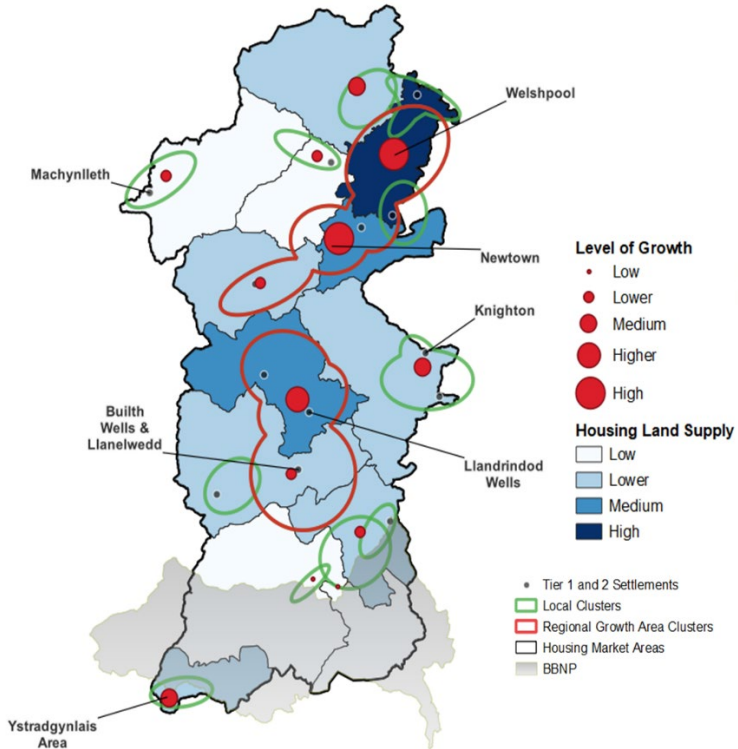 Welshpool
Machynlleth
Newtown
Knighton
Builth
Wells &
Llanelwedd
Llandrindod
Wells
Ystradgynlais
Area
Level of Growth
Low
Lower
Medium
Higher
High
Housing Land Supply
Low
Lower
Medium
High
Tier 1 and 2 Settlements
Local Clusters
Regional Growth Area Clusters
Housing Market Areas
BBNP